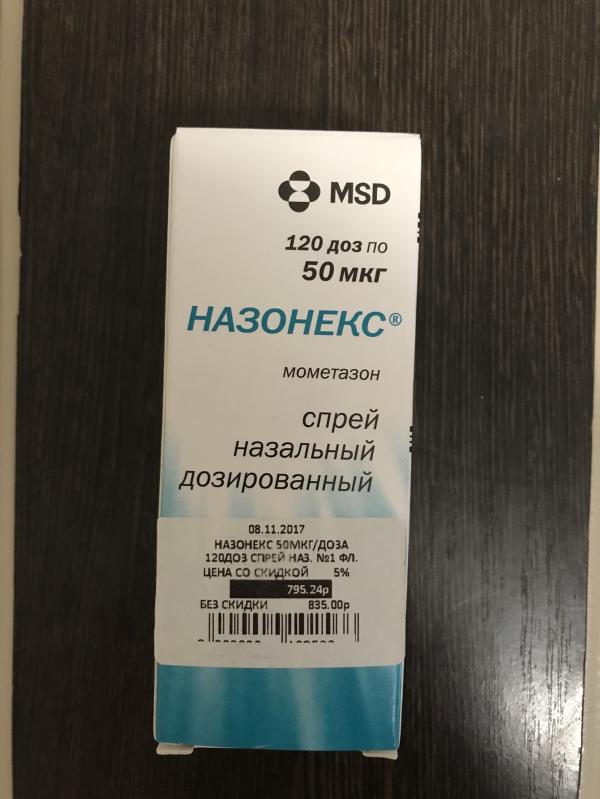 MSD
120 доз по
50 мкг
НАЗОНЕКС®
мометазон
спрей
назальный
дозированный
08.11.2017
НАЗОНЕКС 50МКГ/ДОЗА
120ДОЗ СПРЕЙ НАЗ. №1 ФЛ.
ЦЕНА СО СКИДКОЙ 5%
795.24р
БЕЗ СКИДКИ 835.00р